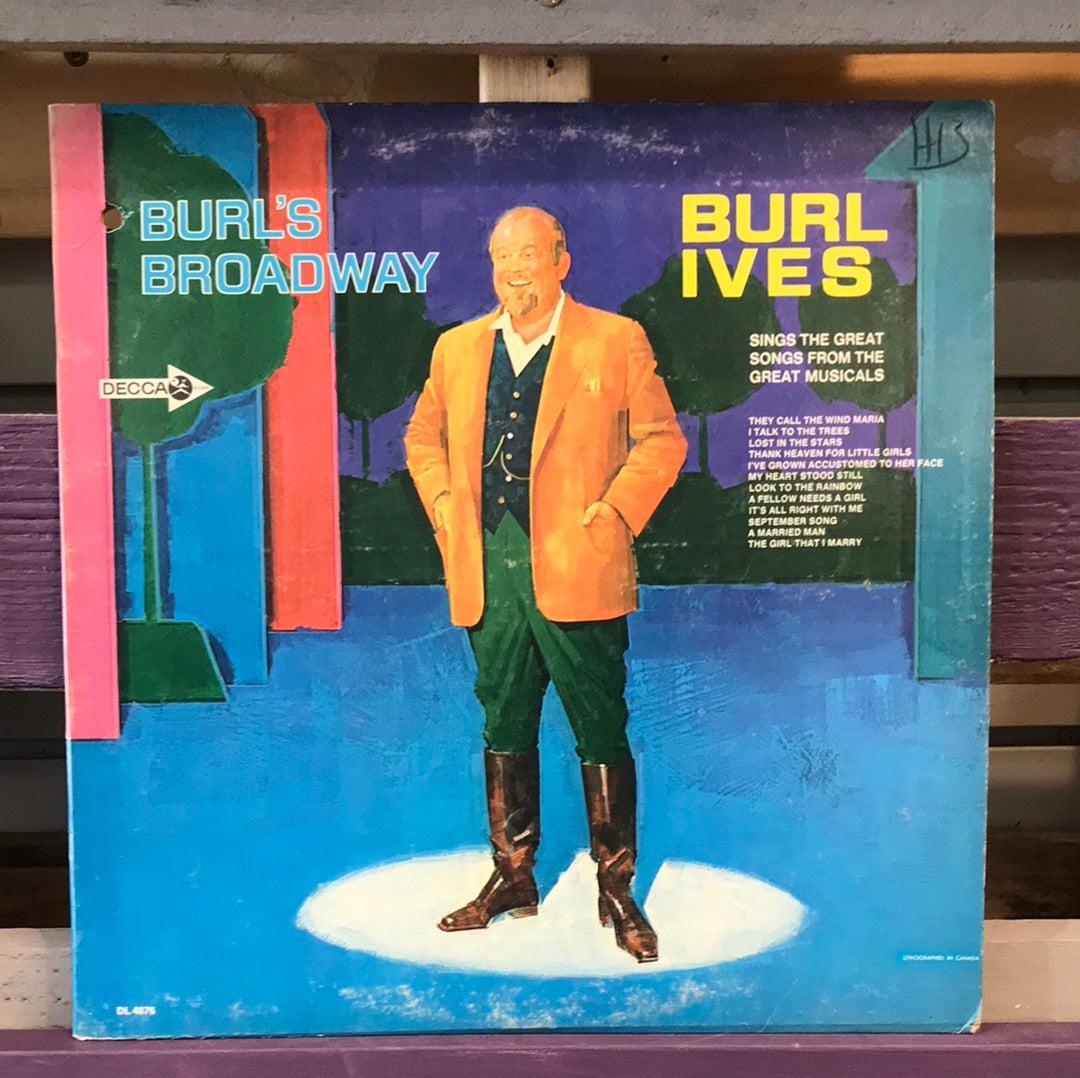 H13
BURL'S
BROADWAY
BURL
IVES
DECCA
SINGS THE GREAT
SONGS FROM THE
GREAT MUSICALS
THEY CALL THE WIND MARIA
I TALK TO THE TREES
LOST IN THE STARS
THANK HEAVEN FOR LITTLE GIRLS
I'VE GROWN ACCUSTOMED TO HER FACE
MY HEART STOOD STILL
LOOK TO THE RAINBOW
A FELLOW NEEDS A GIRL
IT'S ALL RIGHT WITH ME
SEPTEMBER SONG
A MARRIED MAN
THE GIRL THAT I MARRY
LITHOGRAPHED IN CANADA
DL 4876